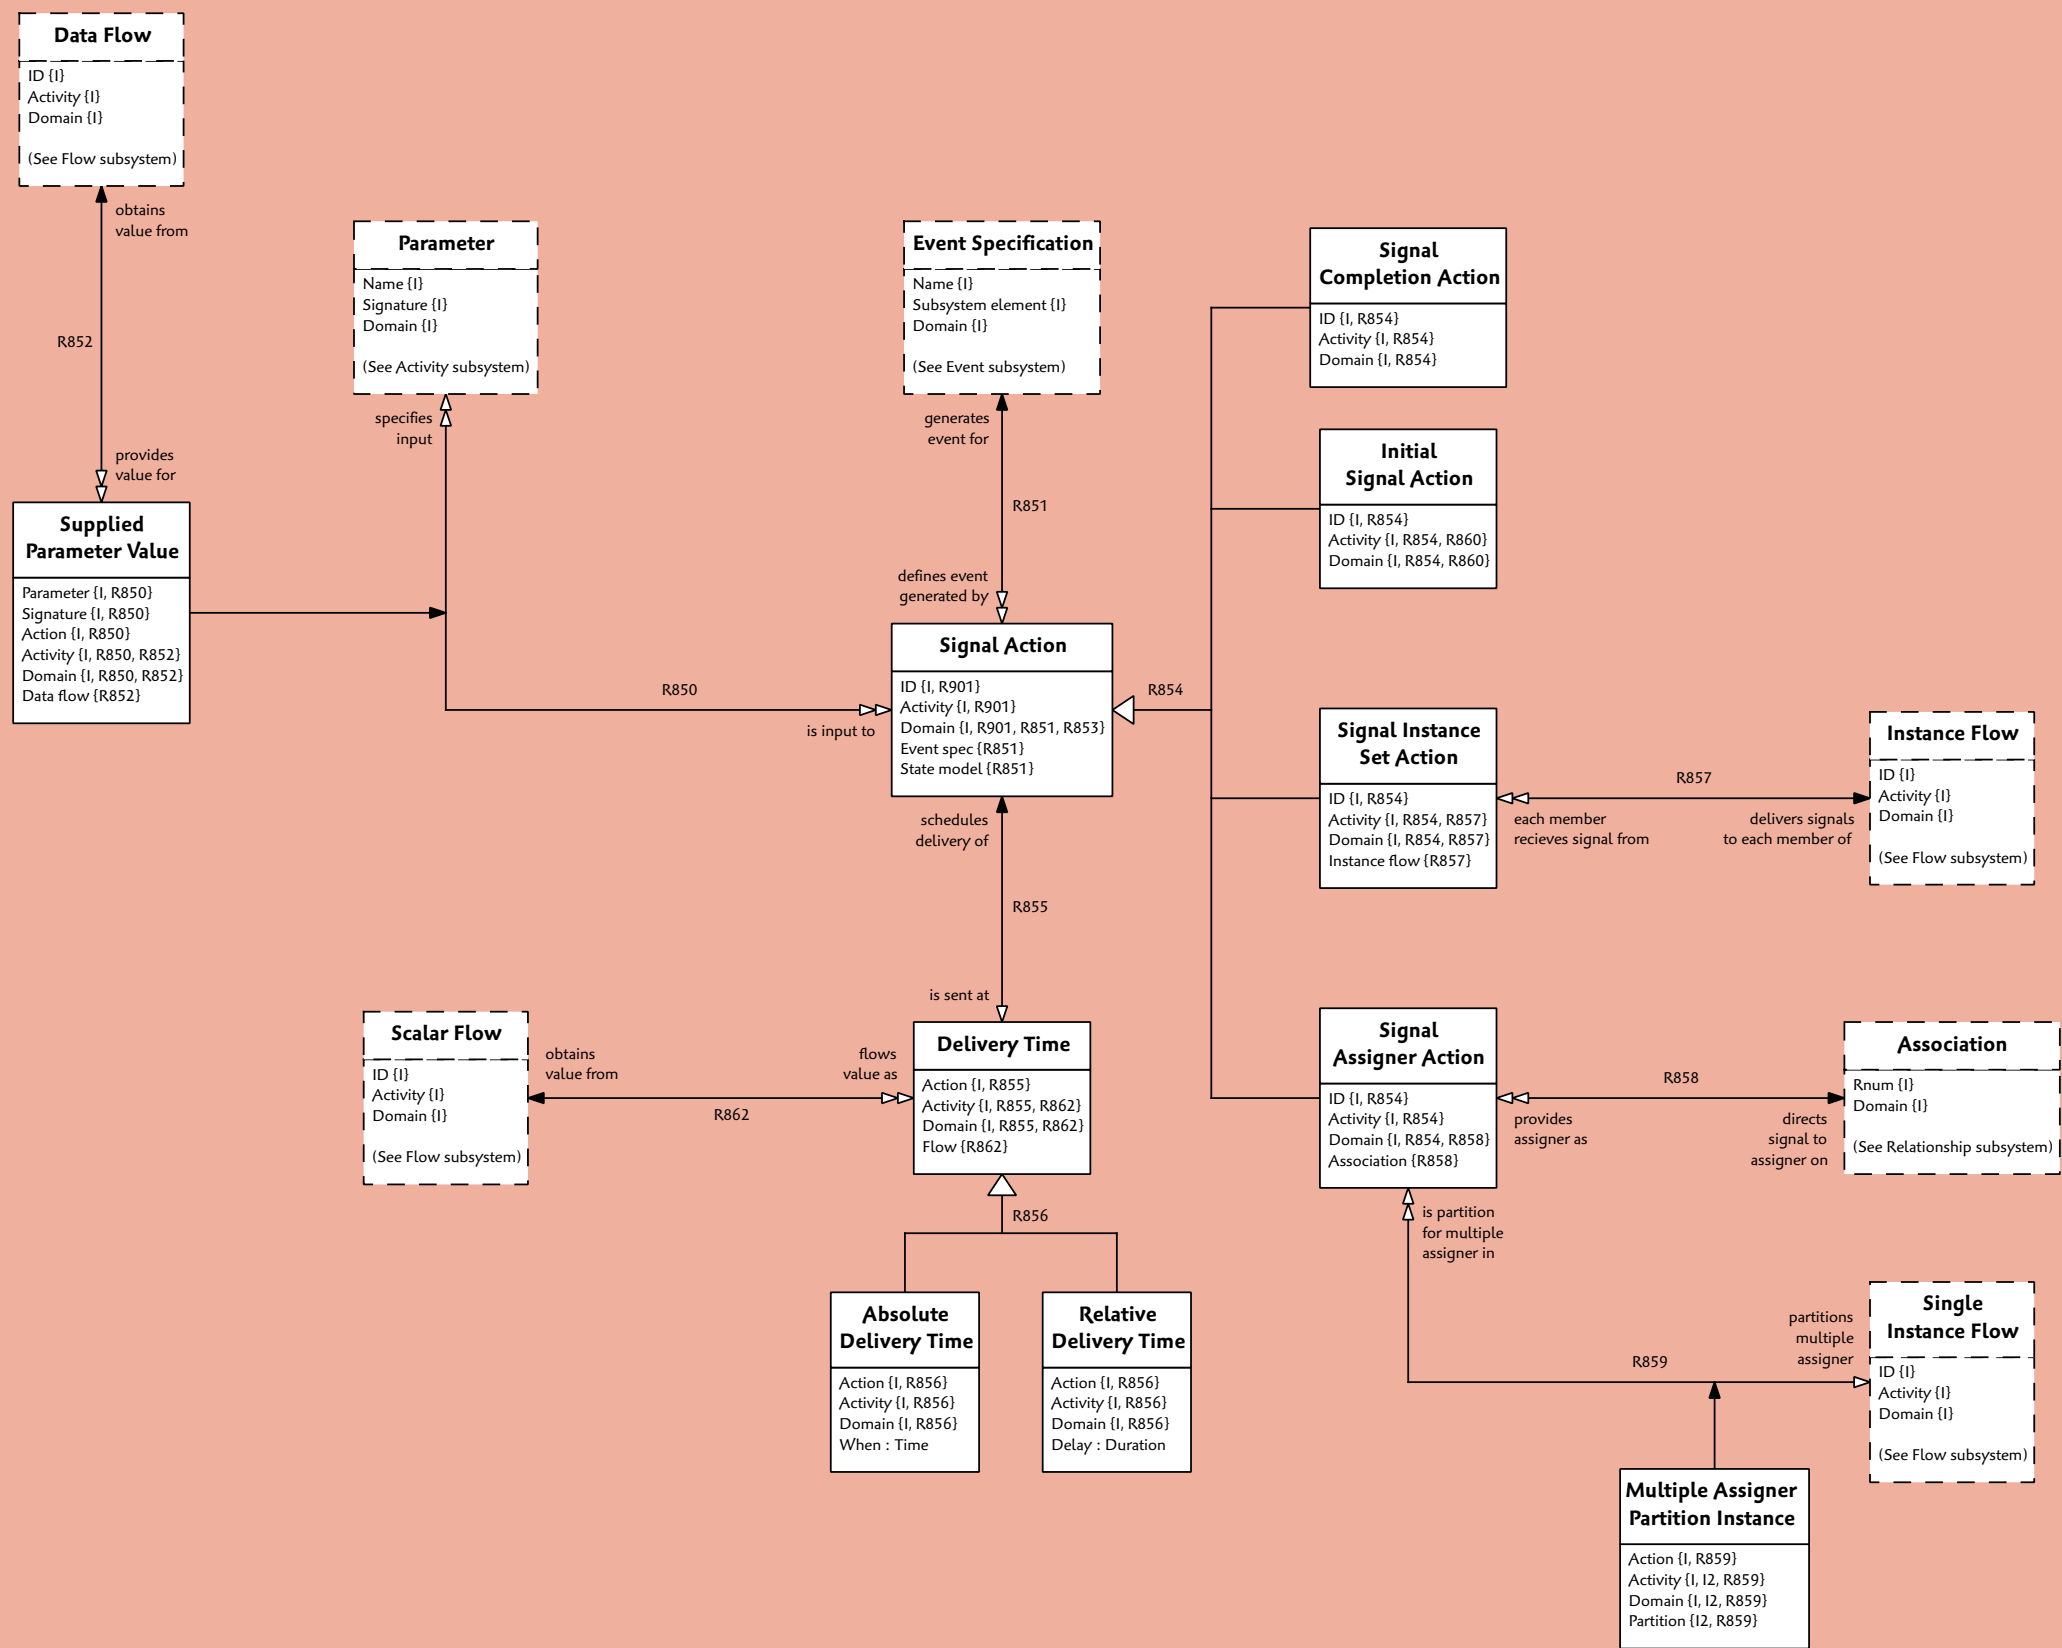 Data Flow
ID {I}
Activity {I}
Domain {I}
(See Flow subsystem)
obtains
value from
R852
provides
value for
Supplied
Parameter Value
Parameter {I, R850}
Signature {I, R850}
Action {I, R850}
Activity {I, R850, R852}
Domain {I, R850, R852}
Data flow {R852}
Parameter
Name {I}
Signature {I}
Domain {I}
(See Activity subsystem)
specifies
input
R850
is input to
Event Specification
Name {I}
Subsystem element {I}
Domain {I}
(See Event subsystem)
generates
event for
R851
defines event
generated by
Signal Action
ID {I, R901}
Activity {I, R901}
Domain {I, R901, R851, R853}
Event spec {R851}
State model {R851}
R854
Signal
Completion Action
ID {I, R854}
Activity {I, R854}
Domain {I, R854}
Initial
Signal Action
ID {I, R854}
Activity {I, R854, R860}
Domain {I, R854, R860}
Signal Instance
Set Action
ID {I, R854}
Activity {I, R854, R857}
Domain {I, R854, R857}
Instance flow {R857}
R857
each member
recieves signal from
delivers signals
to each member of
Instance Flow
ID {I}
Activity {I}
Domain {I}
(See Flow subsystem)
schedules
delivery of
R855
is sent at
Scalar Flow
ID {I}
Activity {I}
Domain {I}
(See Flow subsystem)
obtains
value from
flows
value as
R862
Delivery Time
Action {I, R855}
Activity {I, R855, R862}
Domain {I, R855, R862}
Flow {R862}
R856
Absolute
Delivery Time
Action {I, R856}
Activity {I, R856}
Domain {I, R856}
When : Time
Relative
Delivery Time
Action {I, R856}
Activity {I, R856}
Domain {I, R856}
Delay : Duration
Signal
Assigner Action
ID {I, R854}
Activity {I, R854}
Domain {I, R854, R858}
Association {R858}
R858
provides
assigner as
directs
signal to
assigner on
Association
Rnum {I}
Domain {I}
(See Relationship subsystem)
is partition
for multiple
assigner in
R859
partitions
multiple
assigner
Single
Instance Flow
ID {I}
Activity {I}
Domain {I}
(See Flow subsystem)
Multiple Assigner
Partition Instance
Action {I, R859}
Activity {I, I2, R859}
Domain {I, I2, R859}
Partition {I2, R859}